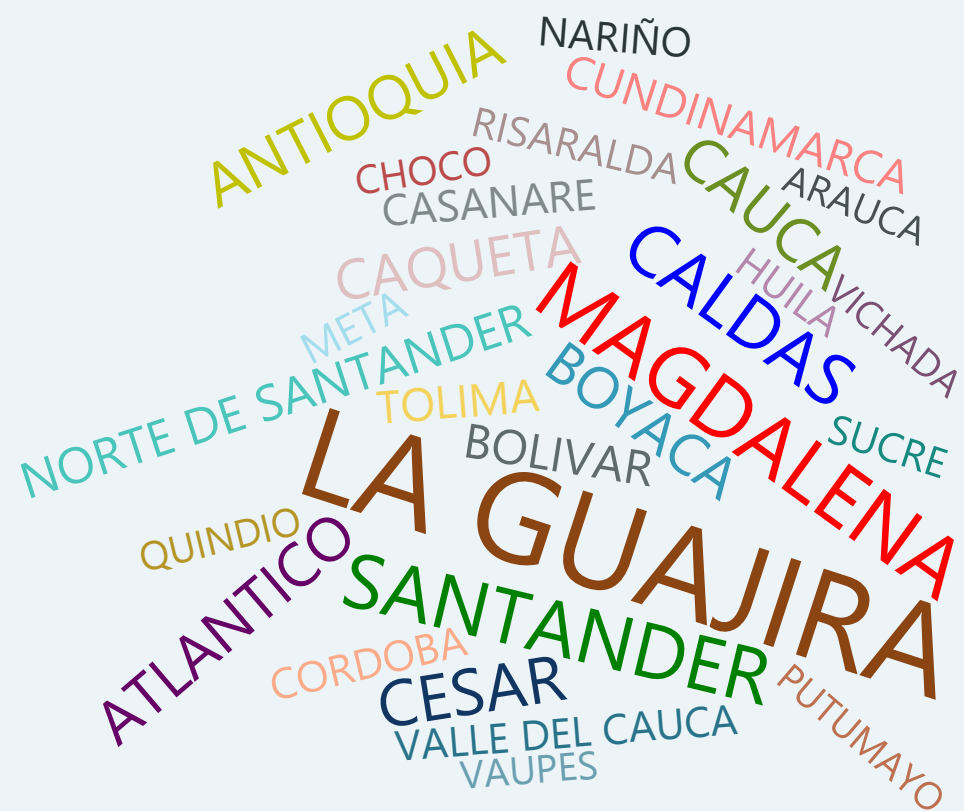 NARIÑO
ANTIOQUIA
CUNDINAMARCA
RISARALDA
CHOCO
CAUCA
ARAUCA
CASANARE
CAQUETA
CALDAS
HUILA
VICHADA
META
MAGDALENA
NORTE DE SANTANDER
TOLIMA
BOYACA
BOLIVAR
SUCRE
LA GUAJIRA
QUINDIO
ATLANTICO
SANTANDER
CORDOBA
CESAR
PUTUMAYO
VALLE DEL CAUCA
VAUPES